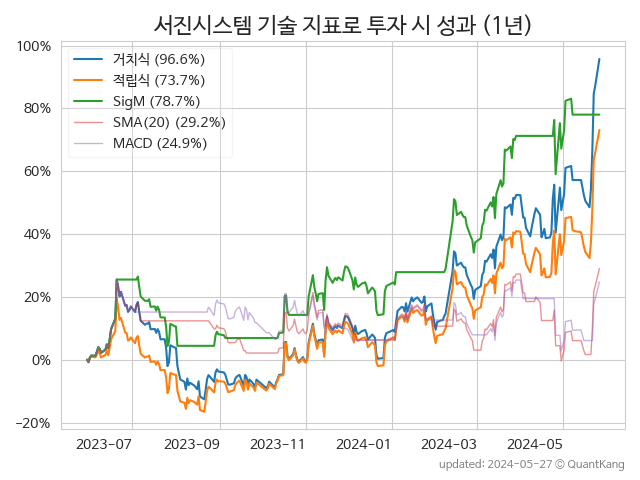 서진시스템 기술 지표로 투자 시 성과 (1년)
거치식 (96.6%)
적립식 (73.7%)
SigM (78.7%)
SMA(20) (29.2%)
MACD (24.9%)
100%
80%
60%
40%
20%
0%
−20%
2023-07 2023-09 2023-11 2024-01 2024-03 2024-05
updated: 2024-05-27 © QuantKang